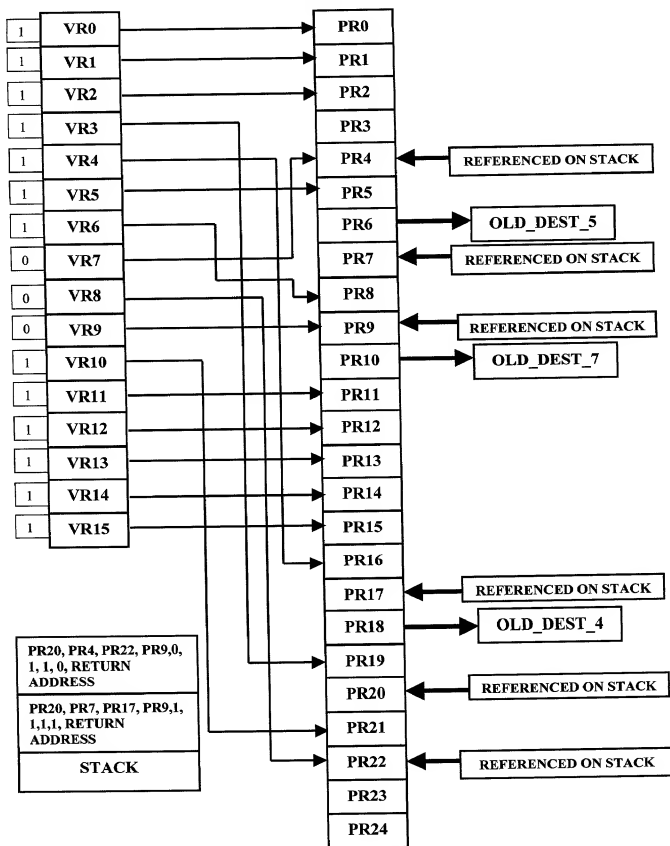 1 VR0 PR0
1 VR1 PR1
1 VR2 PR2
1 VR3 PR3
1 VR4 PR4 REFERENCED ON STACK
1 VR5 PR5
1 VR6 PR6 OLD_DEST_5
0 VR7 PR7 REFERENCED ON STACK
0 VR8 PR8
0 VR9 PR9 REFERENCED ON STACK
1 VR10 PR10 OLD_DEST_7
1 VR11 PR11
1 VR12 PR12
1 VR13 PR13
1 VR14 PR14
1 VR15 PR15
PR16
PR17 REFERENCED ON STACK
PR18 OLD_DEST_4
PR19
PR20 REFERENCED ON STACK
PR21
PR22 REFERENCED ON STACK
PR23
PR24
PR20, PR4, PR22, PR9,0,
1, 1, 0, RETURN
ADDRESS
PR20, PR7, PR17, PR9,1
1,1,1, RETURN
ADDRESS
STACK